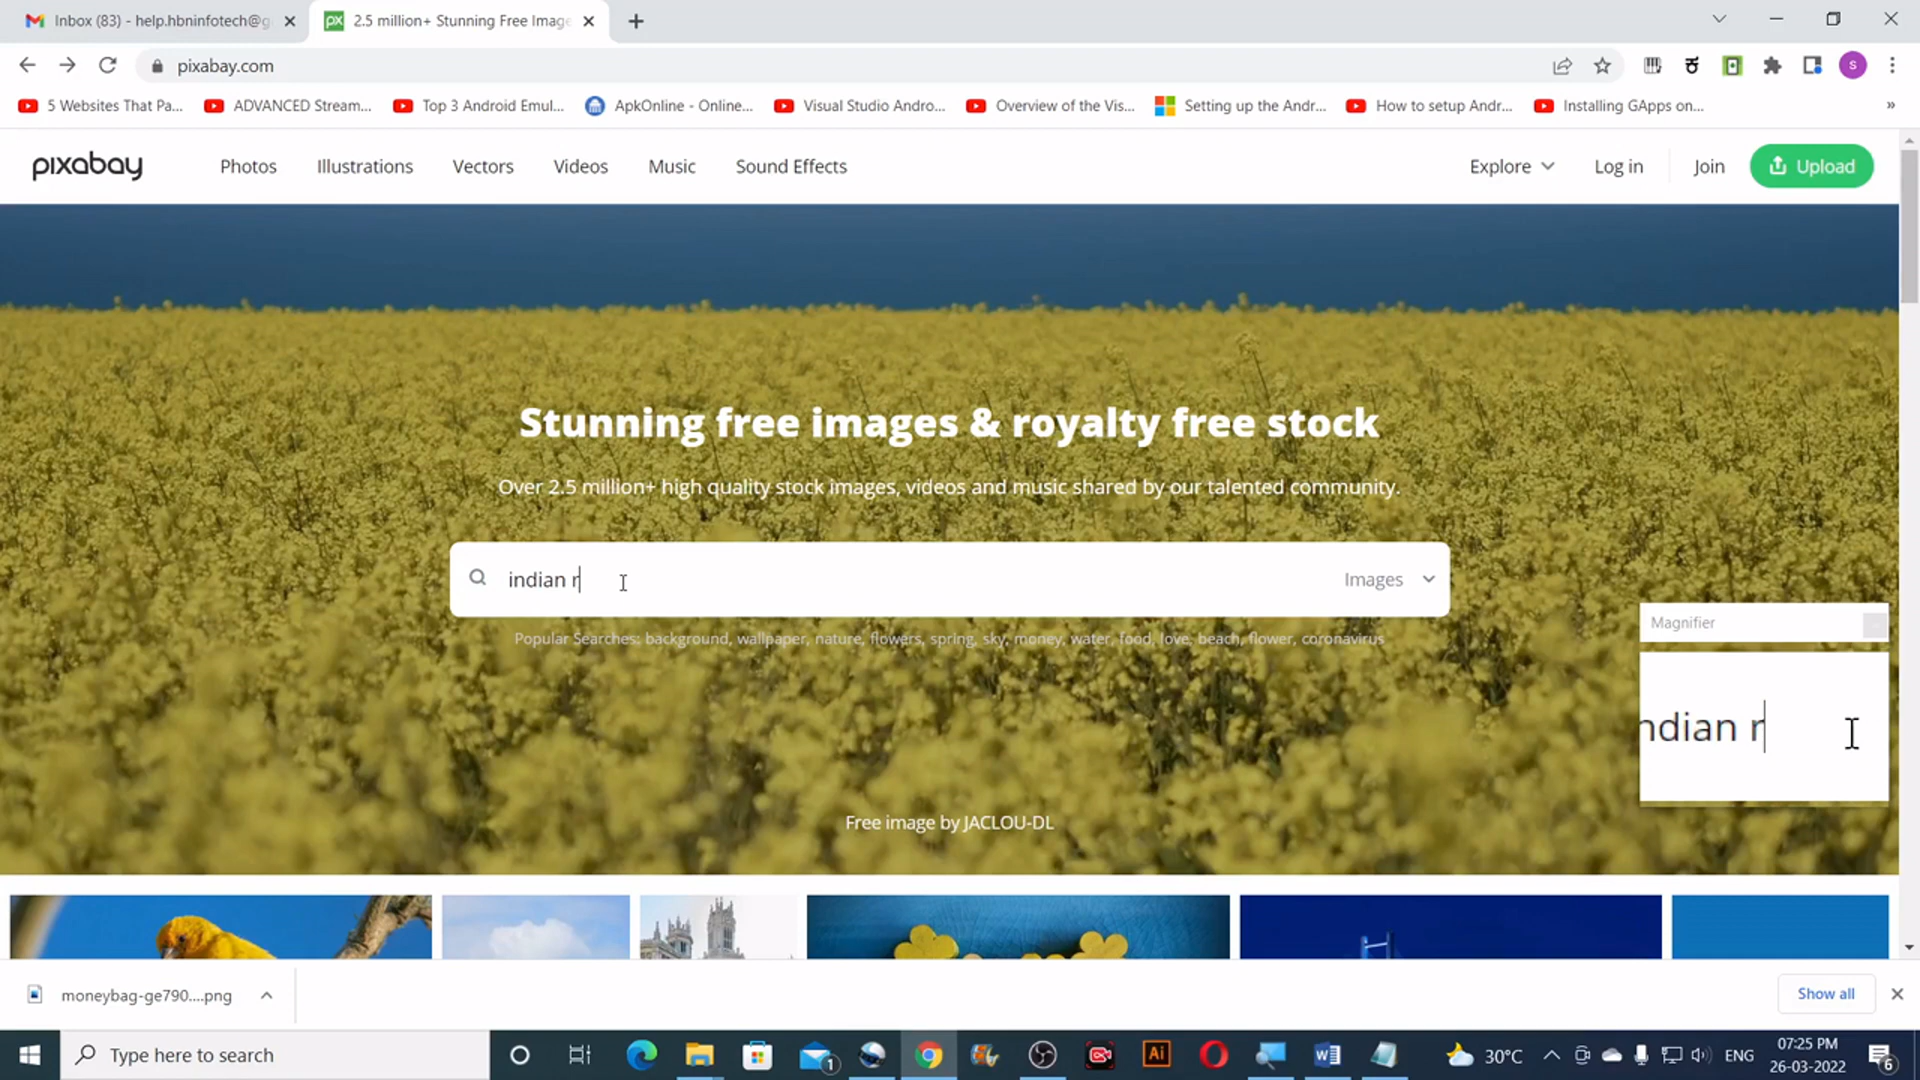 Inbox (83) - help.hbninfotech@g
2.5 million+ Stunning Free Image
pixabay.com
S
5 Websites That Pa...
ADVANCED Stream...
Top 3 Android Emul...
ApkOnline - Online...
Visual Studio Andro...
Overview of the Vis...
Setting up the Andr...
How to setup Andr...
Installing GApps on...
»
pixabay
Photos
Illustrations
Vectors
Videos
Music
Sound Effects
Explore
Log in
Join
Upload
Stunning free images & royalty free stock
Over 2.5 million+ high quality stock images, videos and music shared by our talented community.
indian r
Images
Popular Searches: background, wallpaper, nature, flowers, spring, sky, money, water, food, love, beach, flower, coronavirus
Magnifier
ndian r
Free image by JACLOU-DL
moneybag-ge790....png
Show all
Type here to search
1
Ai
30°C
ENG
07:25 PM
26-03-2022
6